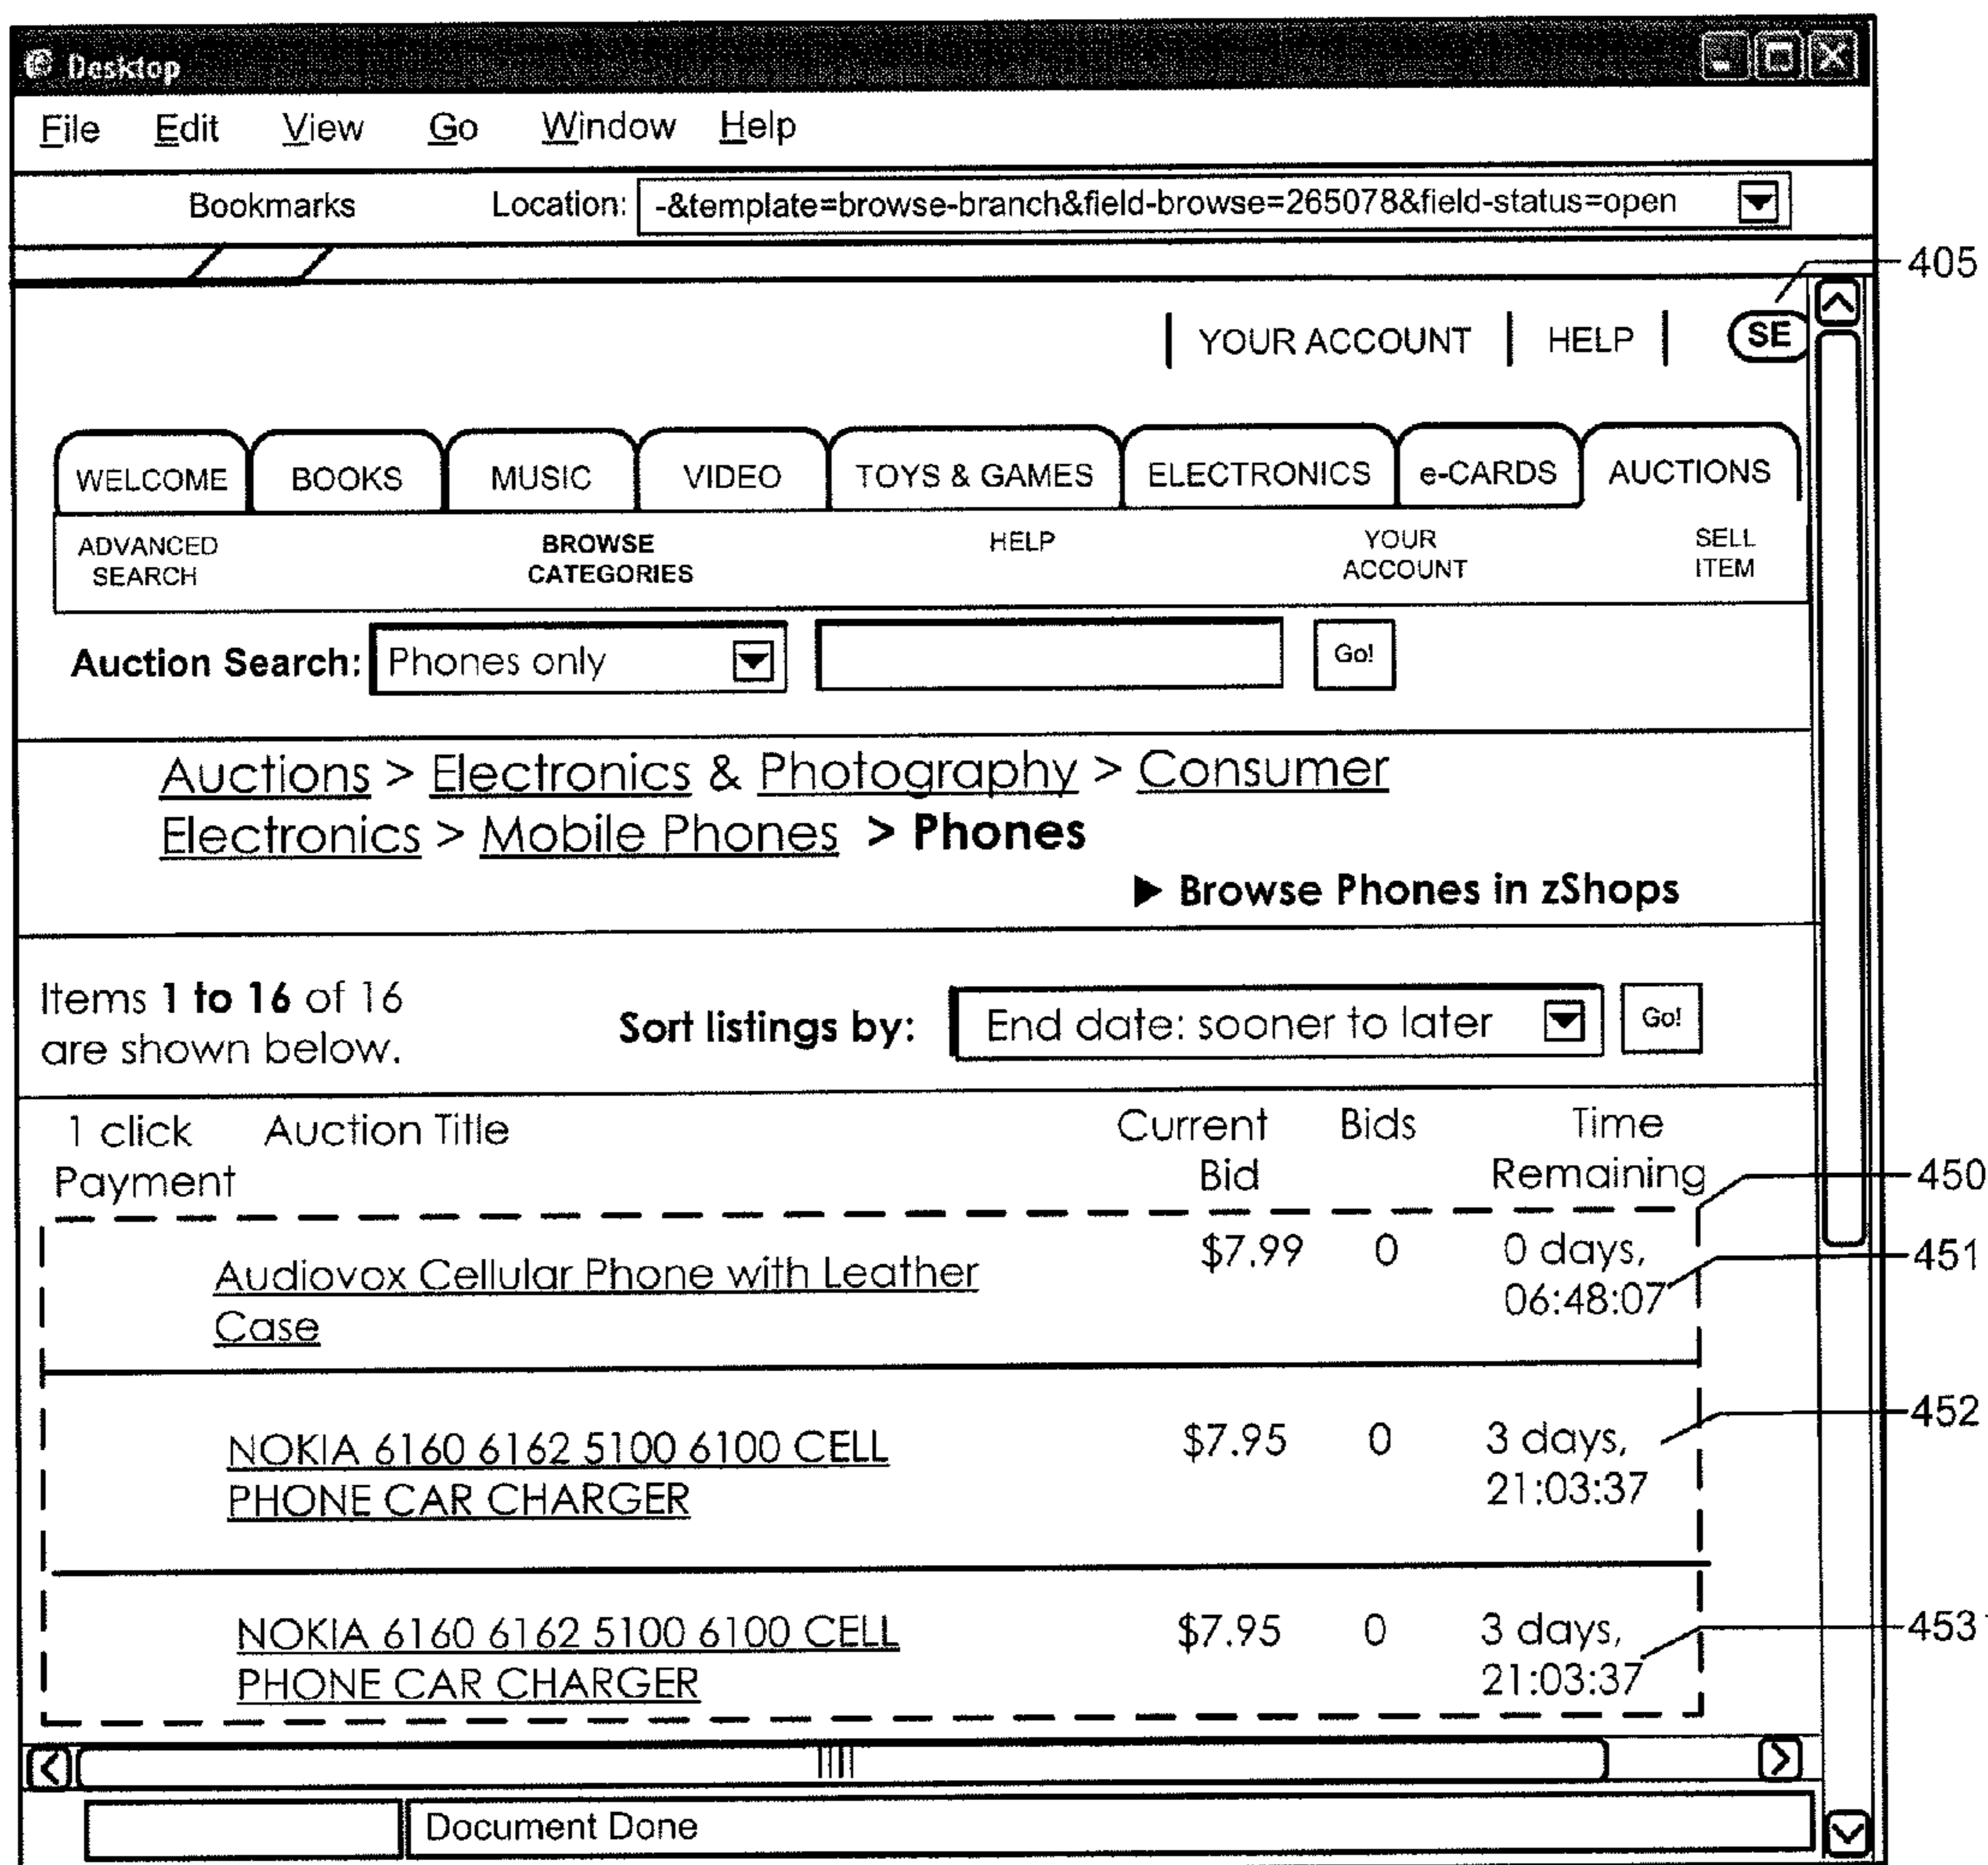 Desktop
File Edit View Go Window Help
Bookmarks Location: -&template=browse-branch&field-browse=265078&field-status=open
405
YOUR ACCOUNT HELP SE
WELCOME BOOKS MUSIC VIDEO TOYS & GAMES ELECTRONICS e-CARDS AUCTIONS
ADVANCED SEARCH BROWSE CATEGORIES HELP YOUR ACCOUNT SELL ITEM
Auction Search: Phones only Go!
Auctions > Electronics & Photography > Consumer
Electronics > Mobile Phones > Phones
▶ Browse Phones in zShops
Items 1 to 16 of 16
are shown below.
Sort listings by: End date: sooner to later Go!
1 click Auction Title Current Bids Time
Payment Bid Remaining
450
Audiovox Cellular Phone with Leather $7.99 0 0 days, 451
Case 06:48:07
NOKIA 6160 6162 5100 6100 CELL $7.95 0 3 days, 452
PHONE CAR CHARGER 21:03:37
NOKIA 6160 6162 5100 6100 CELL $7.95 0 3 days, 453
PHONE CAR CHARGER 21:03:37
Document Done